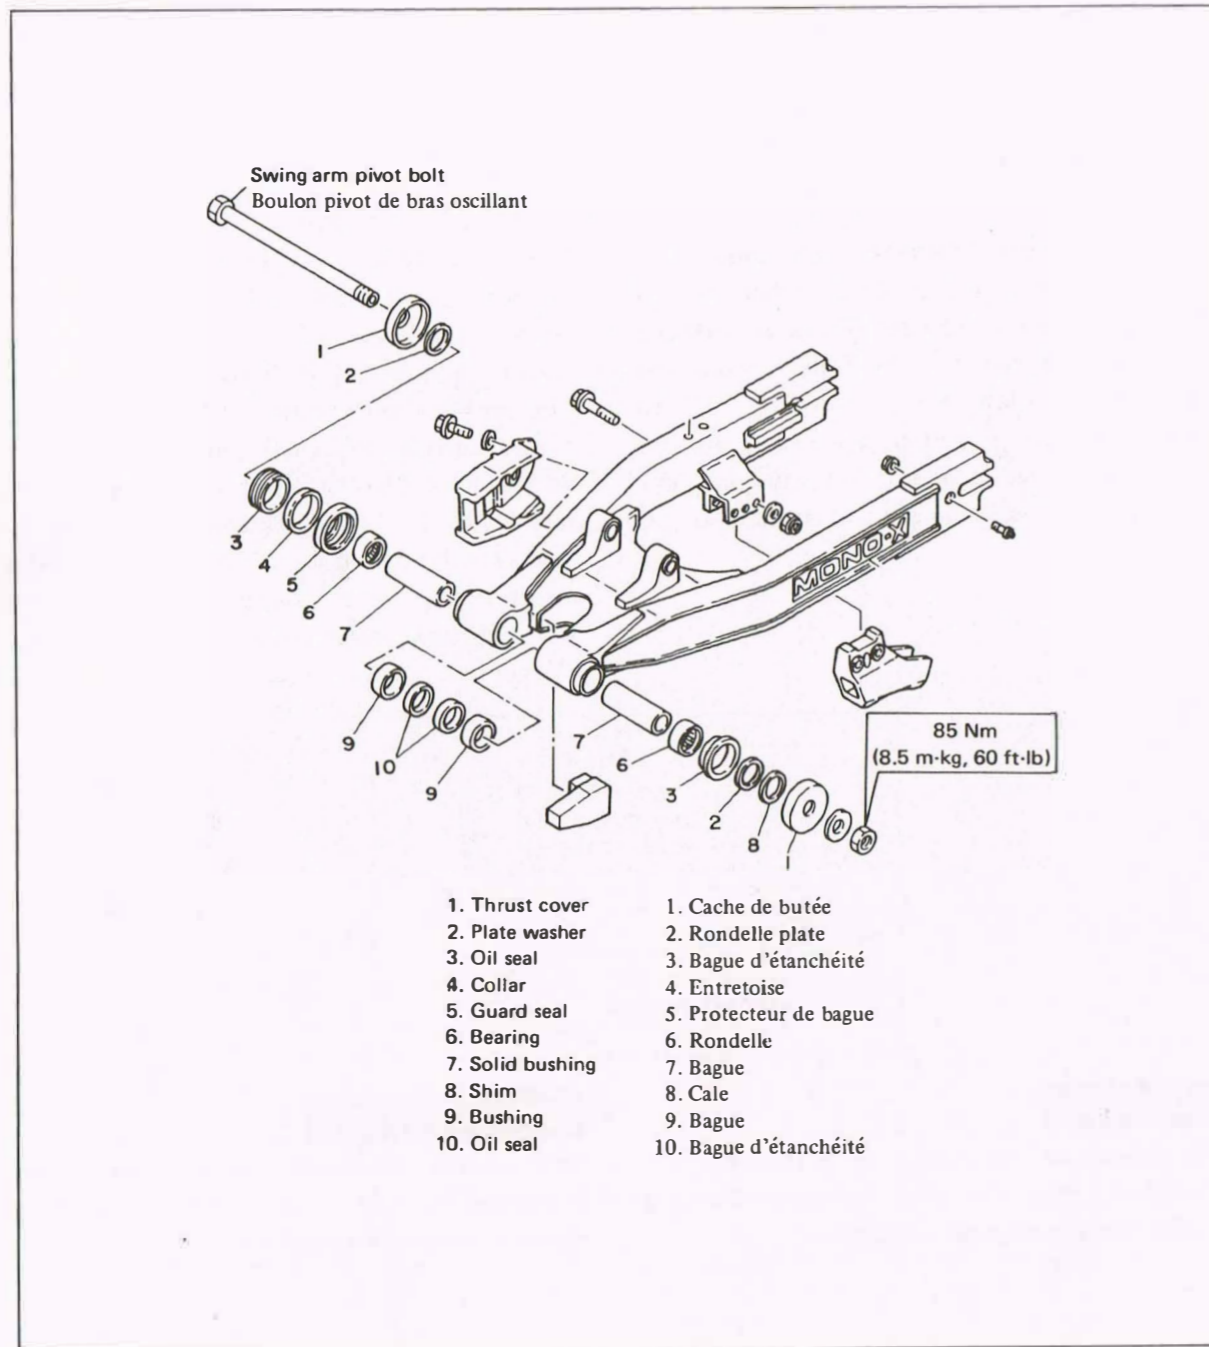 Swing arm pivot bolt
Boulon pivot de bras oscillant
1
2
3
4
5
6
7
MONO-X
9
10
9
7
6
3
2
8
1
85 Nm
(8.5 m·kg, 60 ft·lb)
1. Thrust cover
2. Plate washer
3. Oil seal
4. Collar
5. Guard seal
6. Bearing
7. Solid bushing
8. Shim
9. Bushing
10. Oil seal
1. Cache de butée
2. Rondelle plate
3. Bague d'étanchéité
4. Entretoise
5. Protecteur de bague
6. Rondelle
7. Bague
8. Cale
9. Bague
10. Bague d'étanchéité